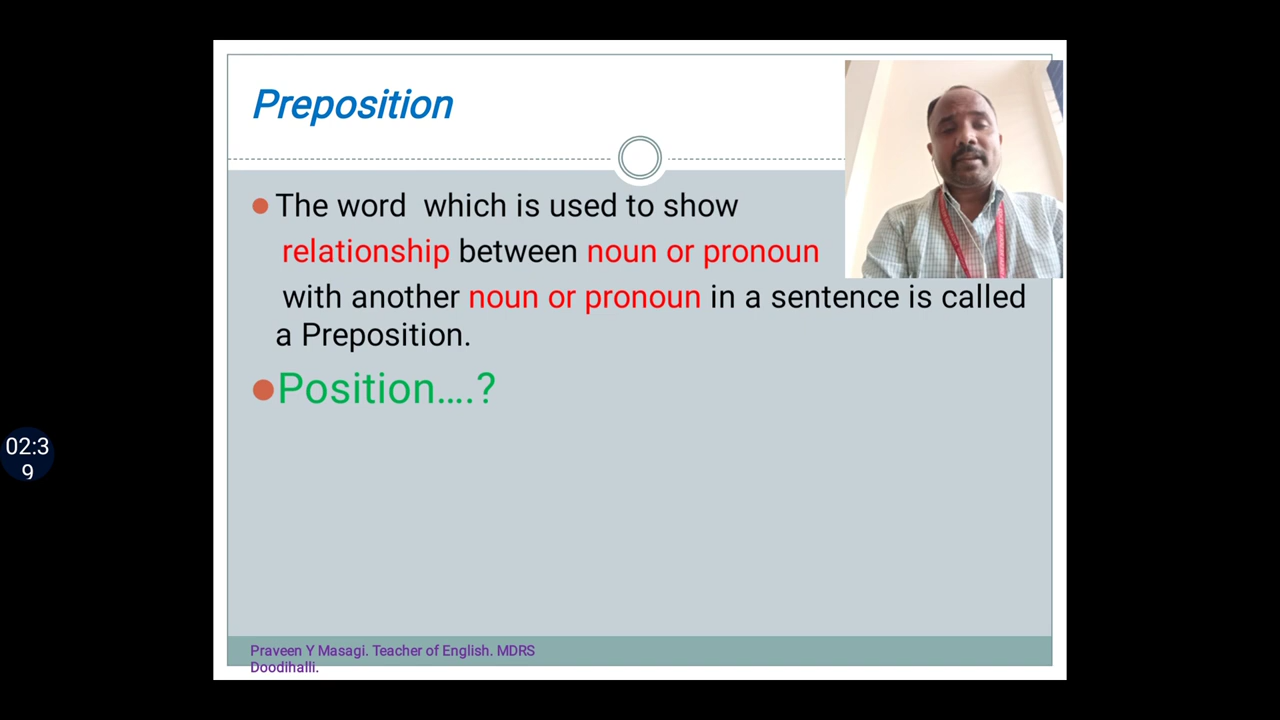 Preposition
The word which is used to show
relationship between noun or pronoun
with another noun or pronoun in a sentence is called
a Preposition.
Position....?
02:3
9
Praveen Y Masagi. Teacher of English. MDRS
Doodihalli.